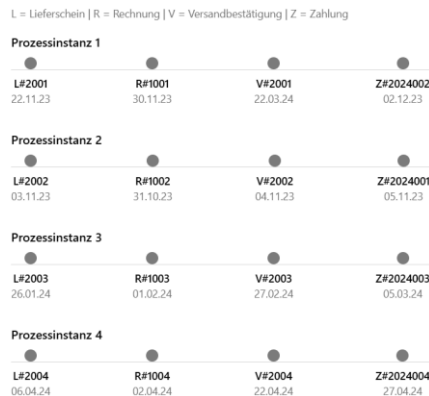 L = Lieferschein | R = Rechnung | V = Versandbestätigung | Z = Zahlung
Prozessinstanz 1
L#2001 R#1001 V#2001 Z#2024002
22.11.23 30.11.23 22.03.24 02.12.23
Prozessinstanz 2
L#2002 R#1002 V#2002 Z#2024001
03.11.23 31.10.23 04.11.23 05.11.23
Prozessinstanz 3
L#2003 R#1003 V#2003 Z#2024003
26.01.24 01.02.24 27.02.24 05.03.24
Prozessinstanz 4
L#2004 R#1004 V#2004 Z#2024004
06.04.24 02.04.24 22.04.24 27.04.24